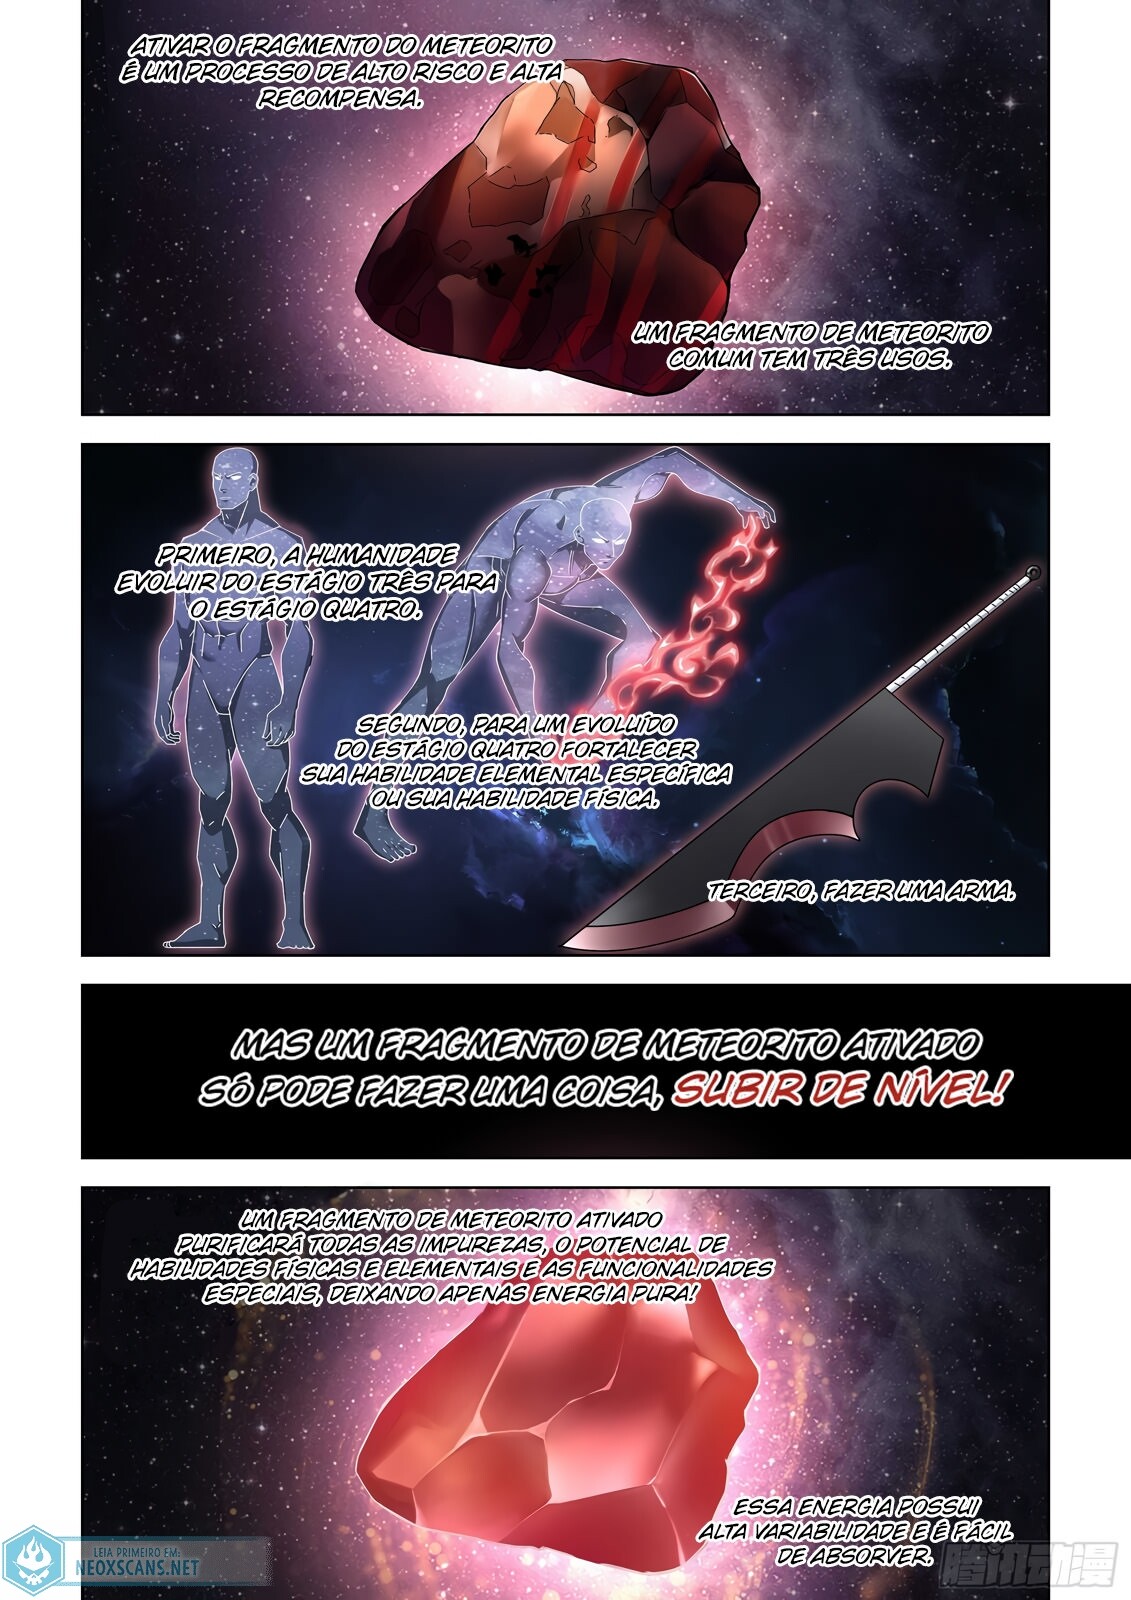 ATIVAR O FRAGMENTO DO METEORITO
É UM PROCESSO DE ALTO RISCO E ALTA
RECOMPENSA.
UM FRAGMENTO DE METEORITO
COMUM TEM TRÊS USOS.
PRIMEIRO, A HUMANIDADE
EVOLUIR DO ESTÁGIO TRÊS PARA
O ESTÁGIO QUATRO.
SEGUNDO, PARA UM EVOLUÍDO
DO ESTÁGIO QUATRO FORTALECER
SUA HABILIDADE ELEMENTAL ESPECÍFICA
OU SUA HABILIDADE FÍSICA.
TERCEIRO, FAZER UMA ARMA.
MAS UM FRAGMENTO DE METEORITO ATIVADO
SÓ PODE FAZER UMA COISA, SUBIR DE NÍVEL!
UM FRAGMENTO DE METEORITO ATIVADO
PURIFICARÁ TODAS AS IMPUREZAS, O POTENCIAL DE
HABILIDADES FÍSICAS E ELEMENTAIS E AS FUNCIONALIDADES
ESPECIAIS, DEIXANDO APENAS ENERGIA PURA!
ESSA ENERGIA POSSUI
ALTA VARIABILIDADE E É FÁCIL
DE ABSORVER.
LEIA PRIMEIRO EM:
NEOXSCANS.NET
腾讯动漫